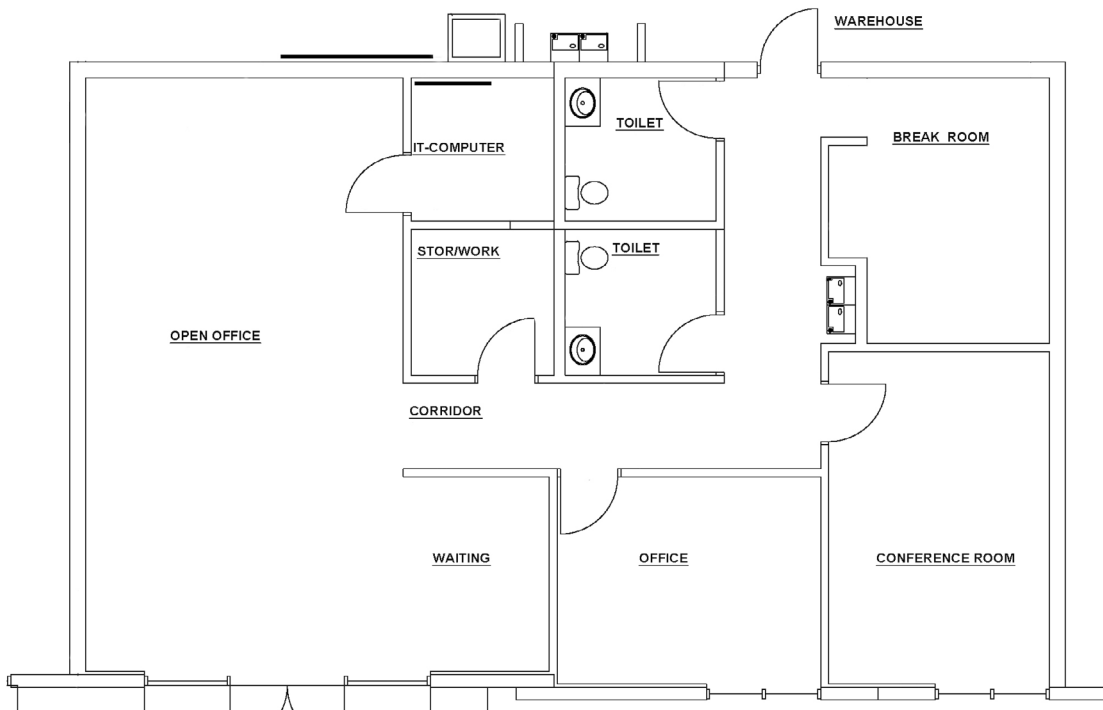 WAREHOUSE
TOILET
BREAK  ROOM
IT-COMPUTER
STOR/WORK
TOILET
OPEN OFFICE
CORRIDOR
WAITING
OFFICE
CONFERENCE ROOM